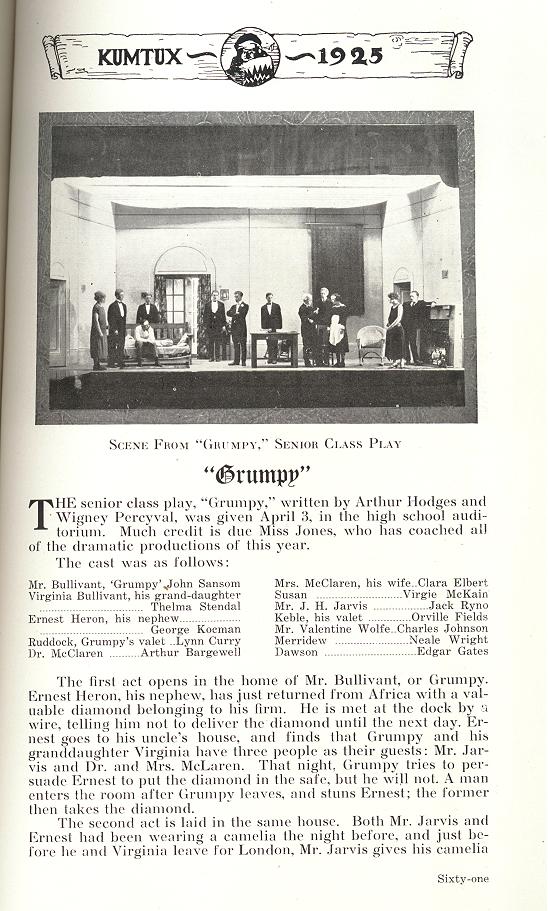 KUMTUX 1925
SCENE FROM "GRUMPY," SENIOR CLASS PLAY
"Grumpy"
THE senior class play, "Grumpy," written by Arthur Hodges and
Wigney Percyval, was given April 3, in the high school audi-
torium. Much credit is due Miss Jones, who has coached all
of the dramatic productions of this year.
The cast was as follows:
Mr. Bullivant, 'Grumpy'..John Sansom
Virginia Bullivant, his grand-daughter
............................ Thelma Stendal
Ernest Heron, his nephew..................
............................ George Kocman
Ruddock, Grumpy's valet ..Lynn Curry
Dr. McClaren ..........Arthur Bargewell
Mrs. McClaren, his wife..Clara Elbert
Susan ............................Virgie McKain
Mr. J. H. Jarvis ..................Jack Ryno
Keble, his valet ............Orville Fields
Mr. Valentine Wolfe..Charles Johnson
Merridew ........................Neale Wright
Dawson ..............................Edgar Gates
The first act opens in the home of Mr. Bullivant, or Grumpy.
Ernest Heron, his nephew, has just returned from Africa with a val-
uable diamond belonging to his firm. He is met at the dock by a
wire, telling him not to deliver the diamond until the next day. Er-
nest goes to his uncle's house, and finds that Grumpy and his
granddaughter Virginia have three people as their guests: Mr. Jar-
vis and Dr. and Mrs. McClaren. That night, Grumpy tries to per-
suade Ernest to put the diamond in the safe, but he will not. A man
enters the room after Grumpy leaves, and stuns Ernest; the former
then takes the diamond.
The second act is laid in the same house. Both Mr. Jarvis and
Ernest had been wearing a camelia the night before, and just be-
fore he and Virginia leave for London, Mr. Jarvis gives his camelia
Sixty-one